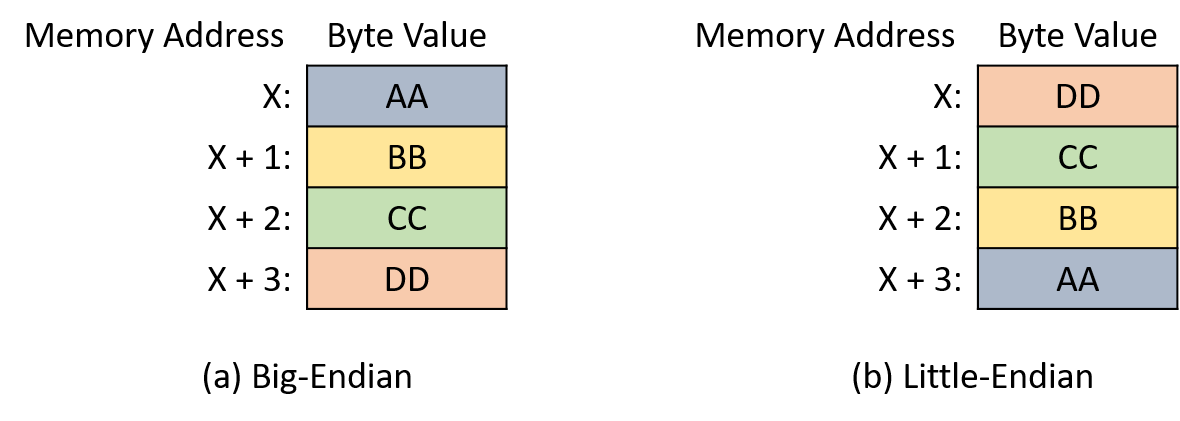 Memory Address Byte Value
X: AA
X + 1: BB
X + 2: CC
X + 3: DD
(a) Big-Endian
Memory Address Byte Value
X: DD
X + 1: CC
X + 2: BB
X + 3: AA
(b) Little-Endian